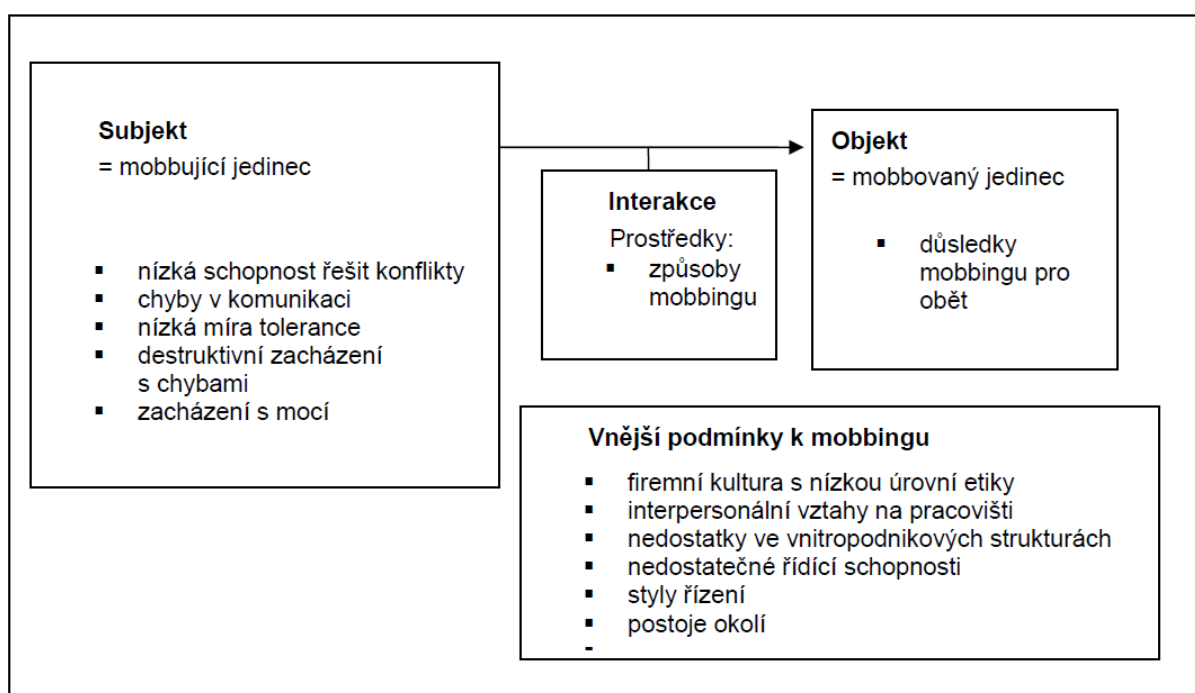 Subjekt
= mobbující jedinec
▪ nízká schopnost řešit konflikty
▪ chyby v komunikaci
▪ nízká míra tolerance
▪ destruktivní zacházení
s chybami
▪ zacházení s mocí
Interakce
Prostředky:
▪ způsoby
mobbingu
Objekt
= mobbovaný jedinec
▪ důsledky
mobbingu pro
obět
Vnější podmínky k mobbingu
▪ firemní kultura s nízkou úrovní etiky
▪ interpersonální vztahy na pracovišti
▪ nedostatky ve vnitropodnikových strukturách
▪ nedostatečné řídící schopnosti
▪ styly řízení
▪ postoje okolí
-